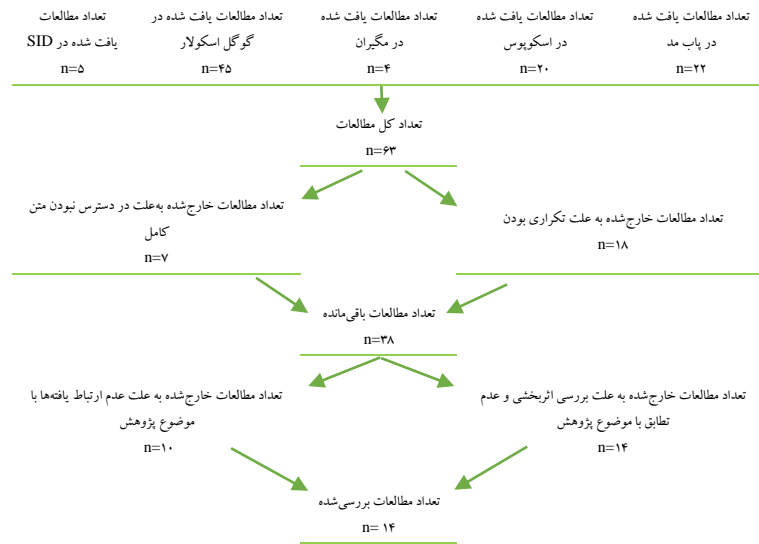 تعداد مطالعات یافت شده
در پاب مد
n=۲۲
تعداد مطالعات یافت شده
در اسکوپوس
n=۲۰
تعداد مطالعات یافت شده
در مگیران
n=۴
تعداد مطالعات یافت شده در
گوگل اسکولار
n=۴۵
تعداد مطالعات
یافت شده در SID
n=۵
تعداد کل مطالعات
n=۶۳
تعداد مطالعات خارج‌شده به علت تکراری بودن
n=۱۸
تعداد مطالعات خارج‌شده به‌علت در دسترس نبودن متن
کامل
n=۷
تعداد مطالعات باقی‌مانده
n=۳۸
تعداد مطالعات خارج‌شده به علت بررسی اثربخشی و عدم
تطابق با موضوع پژوهش
n=۱۴
تعداد مطالعات خارج‌شده به علت عدم ارتباط یافته‌ها با
موضوع پژوهش
n=۱۰
تعداد مطالعات بررسی‌شده
n= ۱۴